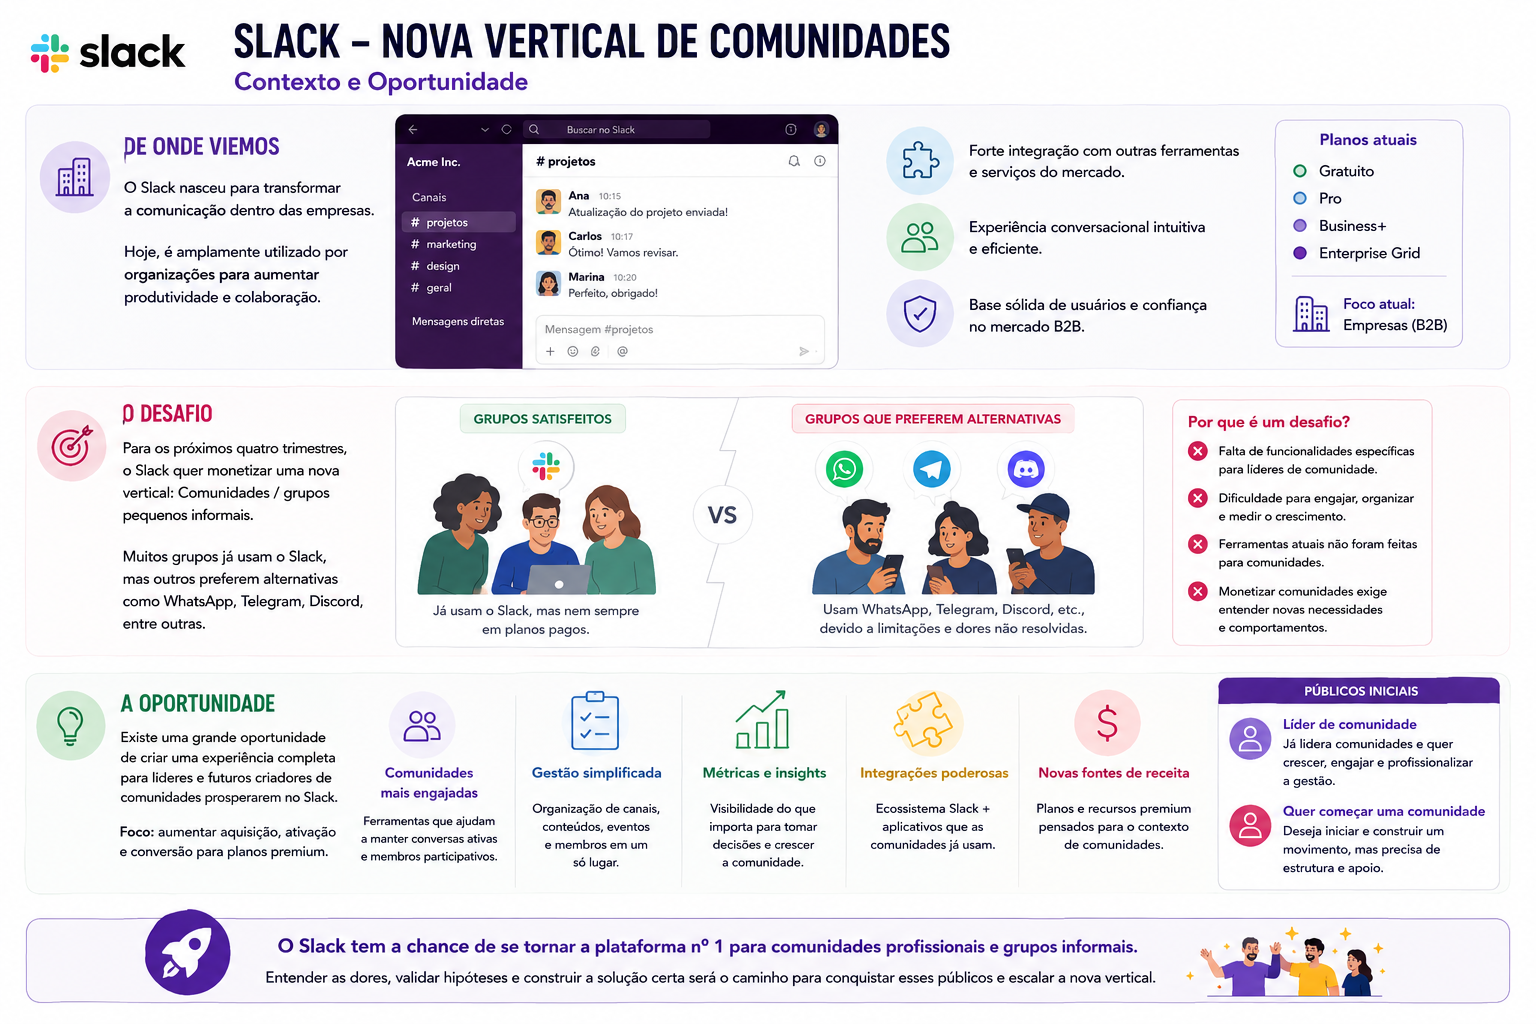 slack
SLACK – NOVA VERTICAL DE COMUNIDADES
Contexto e Oportunidade
DE ONDE VIEMOS
O Slack nasceu para transformar
a comunicação dentro das empresas.
Hoje, é amplamente utilizado por
organizações para aumentar
produtividade e colaboração.
Buscar no Slack
Acme Inc.
Canais
# projetos
# marketing
# design
# geral
Mensagens diretas
# projetos
Ana 10:15
Atualização do projeto enviada!
Carlos 10:17
Ótimo! Vamos revisar.
Marina 10:20
Perfeito, obrigado!
Mensagem #projetos
Forte integração com outras ferramentas
e serviços do mercado.
Experiência conversacional intuitiva
e eficiente.
Base sólida de usuários e confiança
no mercado B2B.
Planos atuais
Gratuito
Pro
Business+
Enterprise Grid
Foco atual:
Empresas (B2B)
O DESAFIO
Para os próximos quatro trimestres,
o Slack quer monetizar uma nova
vertical: Comunidades / grupos
pequenos informais.
Muitos grupos já usam o Slack,
mas outros preferem alternativas
como WhatsApp, Telegram, Discord,
entre outras.
GRUPOS SATISFEITOS
Já usam o Slack, mas nem sempre
em planos pagos.
VS
GRUPOS QUE PREFEREM ALTERNATIVAS
Usam WhatsApp, Telegram, Discord, etc.,
devido a limitações e dores não resolvidas.
Por que é um desafio?
Falta de funcionalidades específicas
para líderes de comunidade.
Dificuldade para engajar, organizar
e medir o crescimento.
Ferramentas atuais não foram feitas
para comunidades.
Monetizar comunidades exige
entender novas necessidades
e comportamentos.
A OPORTUNIDADE
Existe uma grande oportunidade
de criar uma experiência completa
para líderes e futuros criadores de
comunidades prosperarem no Slack.
Foco: aumentar aquisição, ativação
e conversão para planos premium.
Comunidades
mais engajadas
Ferramentas que ajudam
a manter conversas ativas
e membros participativos.
Gestão simplificada
Organização de canais,
conteúdos, eventos
e membros em um
só lugar.
Métricas e insights
Visibilidade do que
importa para tomar
decisões e crescer
a comunidade.
Integrações poderosas
Ecossistema Slack +
aplicativos que as
comunidades já usam.
Novas fontes de receita
Planos e recursos premium
pensados para o contexto
de comunidades.
PÚBLICOS INICIAIS
Líder de comunidade
Já lidera comunidades e quer
crescer, engajar e profissionalizar
a gestão.
Quer começar uma comunidade
Deseja iniciar e construir um
movimento, mas precisa de
estrutura e apoio.
O Slack tem a chance de se tornar a plataforma nº 1 para comunidades profissionais e grupos informais.
Entender as dores, validar hipóteses e construir a solução certa será o caminho para conquistar esses públicos e escalar a nova vertical.